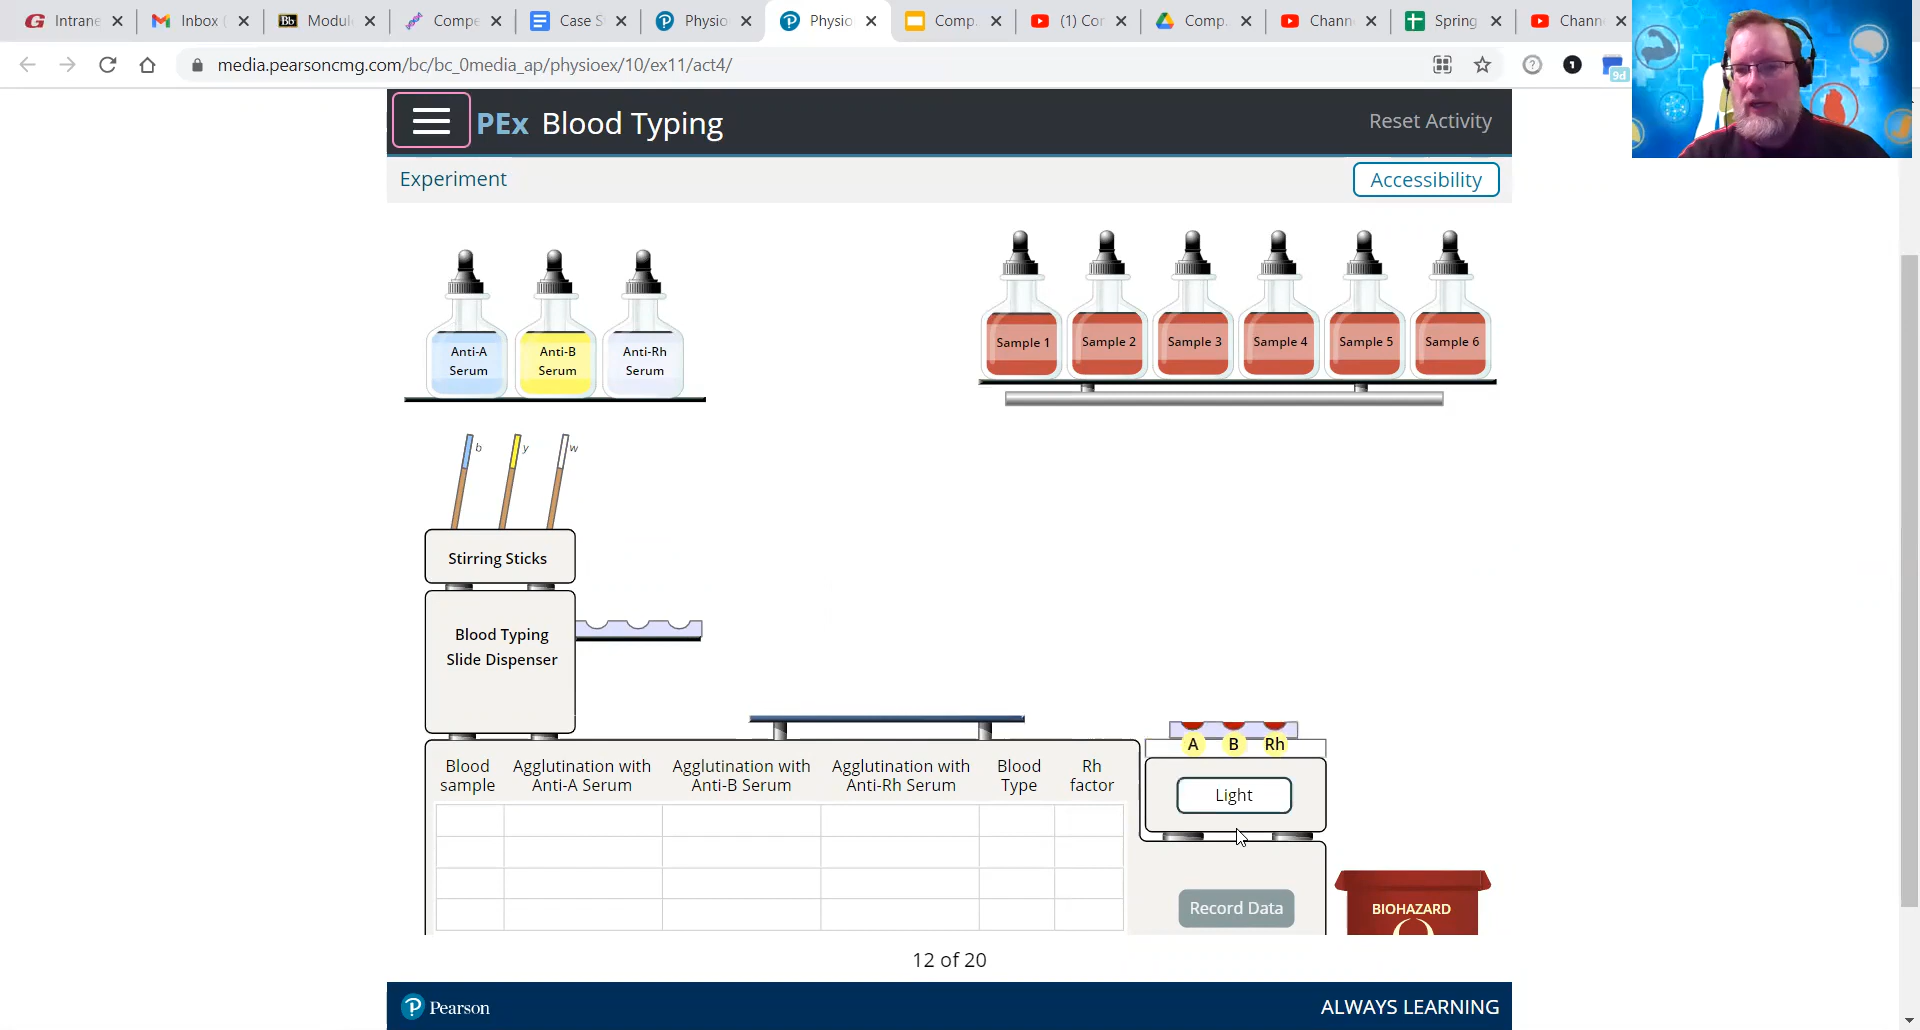 Intrane
Inbox (
Bb Modul
Compe
Case S
Physio
Physio
Comp.
(1) Cor
Comp.
Chann
Spring
Chann
media.pearsoncmg.com/bc/bc_0media_ap/physioex/10/ex11/act4/
1
9d
PEx Blood Typing
Reset Activity
Experiment
Accessibility
Anti-A Serum
Anti-B Serum
Anti-Rh Serum
Sample 1
Sample 2
Sample 3
Sample 4
Sample 5
Sample 6
b
y
w
Stirring Sticks
Blood Typing
Slide Dispenser
A B Rh
Light
Blood sample
Agglutination with Anti-A Serum
Agglutination with Anti-B Serum
Agglutination with Anti-Rh Serum
Blood Type
Rh factor
Record Data
BIOHAZARD
12 of 20
Pearson
ALWAYS LEARNING